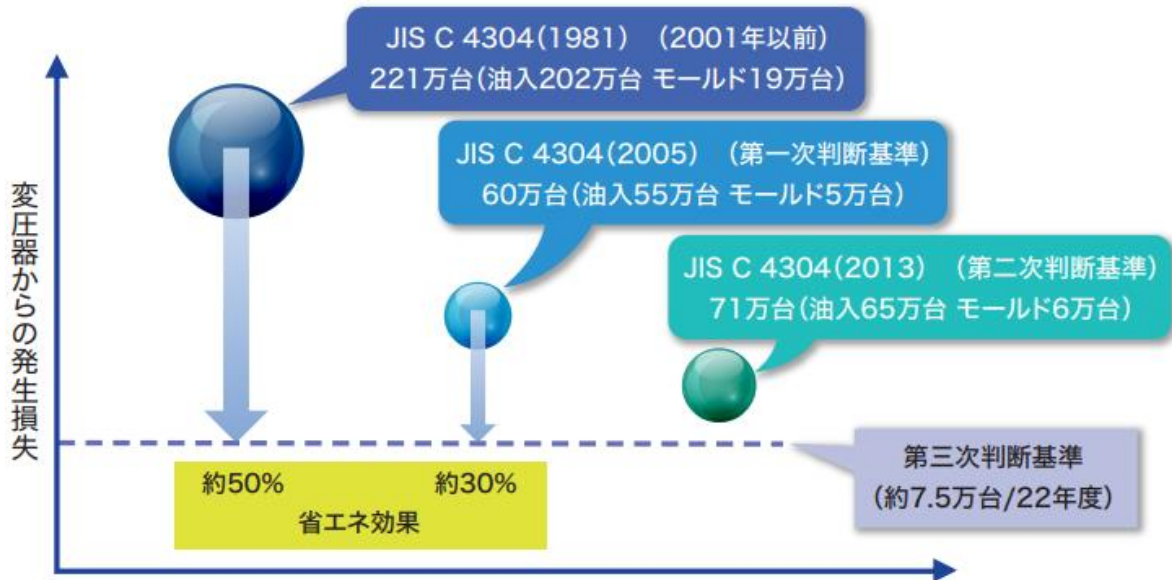 JIS C 4304(1981) (2001年以前)
221万台(油入202万台 モールド19万台)
JIS C 4304(2005) (第一次判断基準)
60万台(油入55万台 モールド5万台)
JIS C 4304(2013) (第二次判断基準)
71万台(油入65万台 モールド6万台)
変圧器からの発生損失
第三次判断基準
(約7.5万台/22年度)
約50% 約30%
省エネ効果